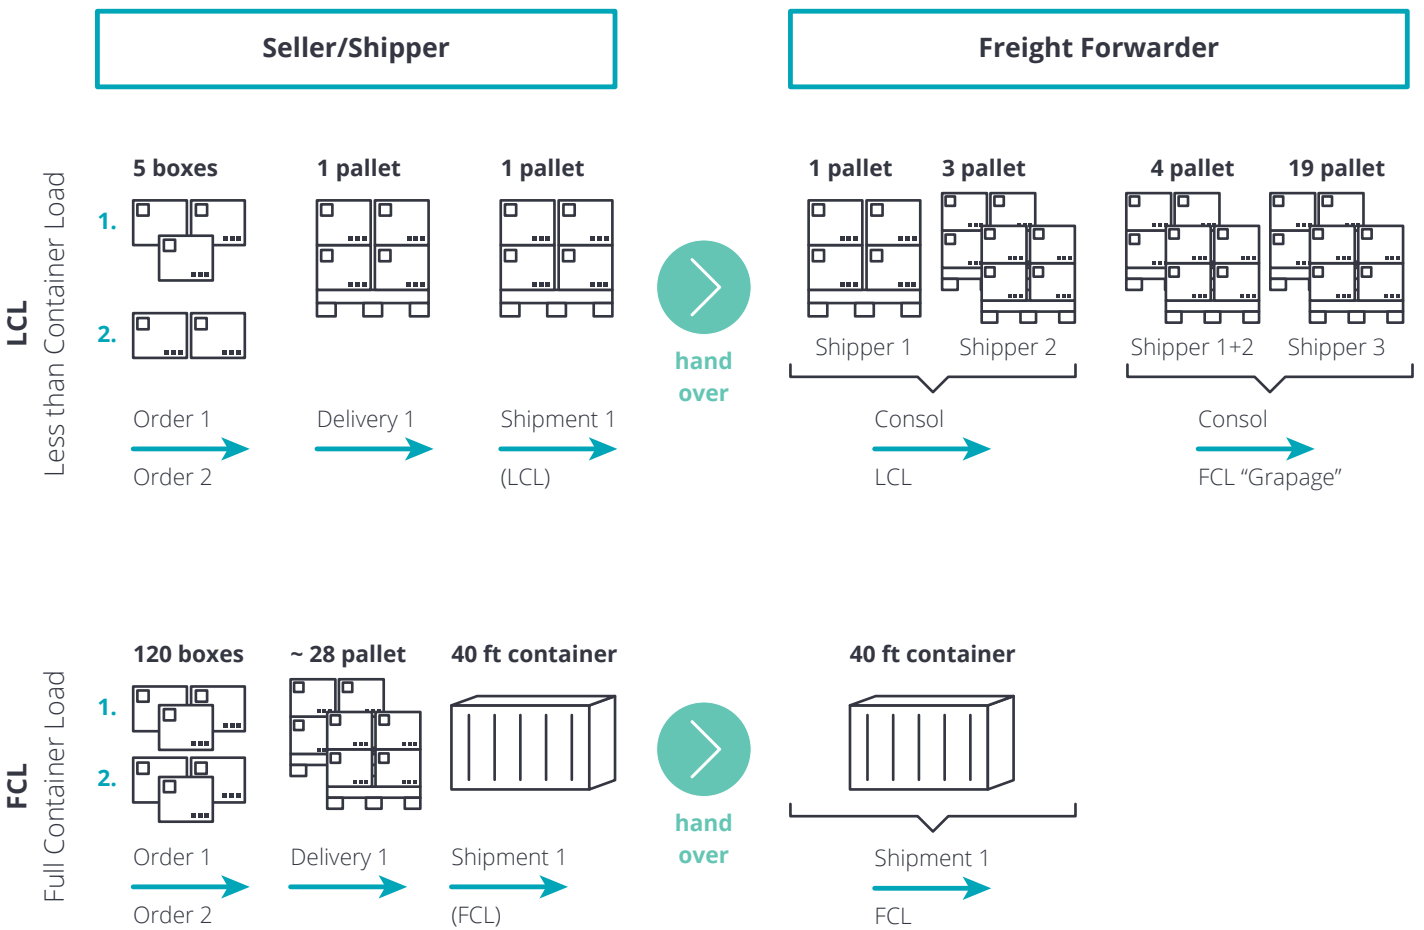 Seller/Shipper
Freight Forwarder
LCL
Less than Container Load
5 boxes
1 pallet
1 pallet
1 pallet
3 pallet
4 pallet
19 pallet
1.
2.
hand
over
Shipper 1
Shipper 2
Shipper 1+2
Shipper 3
Order 1
Order 2
Delivery 1
Shipment 1
(LCL)
Consol
LCL
Consol
FCL “Grapage”
FCL
Full Container Load
120 boxes
~ 28 pallet
40 ft container
40 ft container
1.
2.
hand
over
Order 1
Order 2
Delivery 1
Shipment 1
(FCL)
Shipment 1
FCL